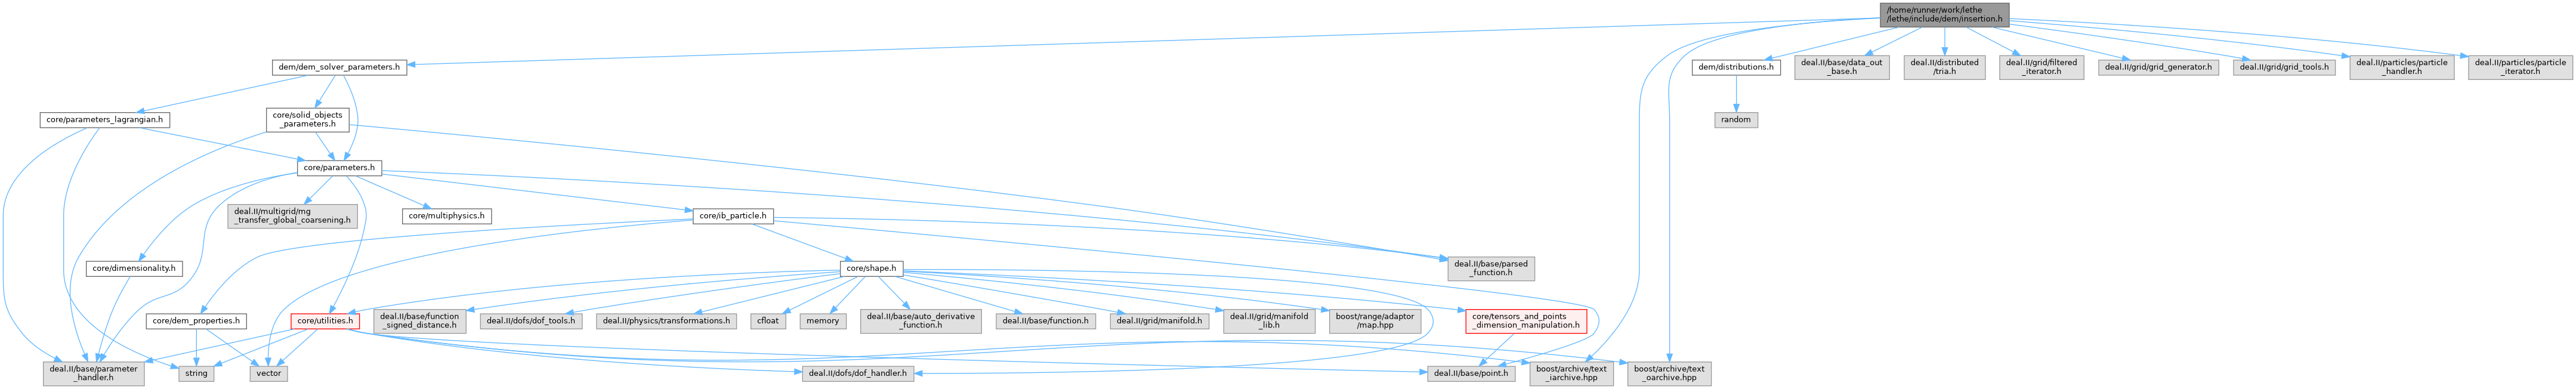 /home/runner/work/lethe
/lethe/include/dem/insertion.h
dem/dem_solver_parameters.h
dem/distributions.h
deal.II/base/data_out
_base.h
deal.II/distributed
/tria.h
deal.II/grid/filtered
_iterator.h
deal.II/grid/grid_generator.h
deal.II/grid/grid_tools.h
deal.II/particles/particle
_handler.h
deal.II/particles/particle
_iterator.h
core/parameters_lagrangian.h
core/solid_objects
_parameters.h
random
core/parameters.h
deal.II/multigrid/mg
_transfer_global_coarsening.h
core/multiphysics.h
core/ib_particle.h
core/dimensionality.h
core/shape.h
deal.II/base/parsed
_function.h
core/dem_properties.h
core/utilities.h
deal.II/base/function
_signed_distance.h
deal.II/dofs/dof_tools.h
deal.II/physics/transformations.h
cfloat
memory
deal.II/base/auto_derivative
_function.h
deal.II/base/function.h
deal.II/grid/manifold.h
deal.II/grid/manifold
_lib.h
boost/range/adaptor
/map.hpp
core/tensors_and_points
_dimension_manipulation.h
deal.II/base/parameter
_handler.h
string
vector
deal.II/dofs/dof_handler.h
deal.II/base/point.h
boost/archive/text
_iarchive.hpp
boost/archive/text
_oarchive.hpp